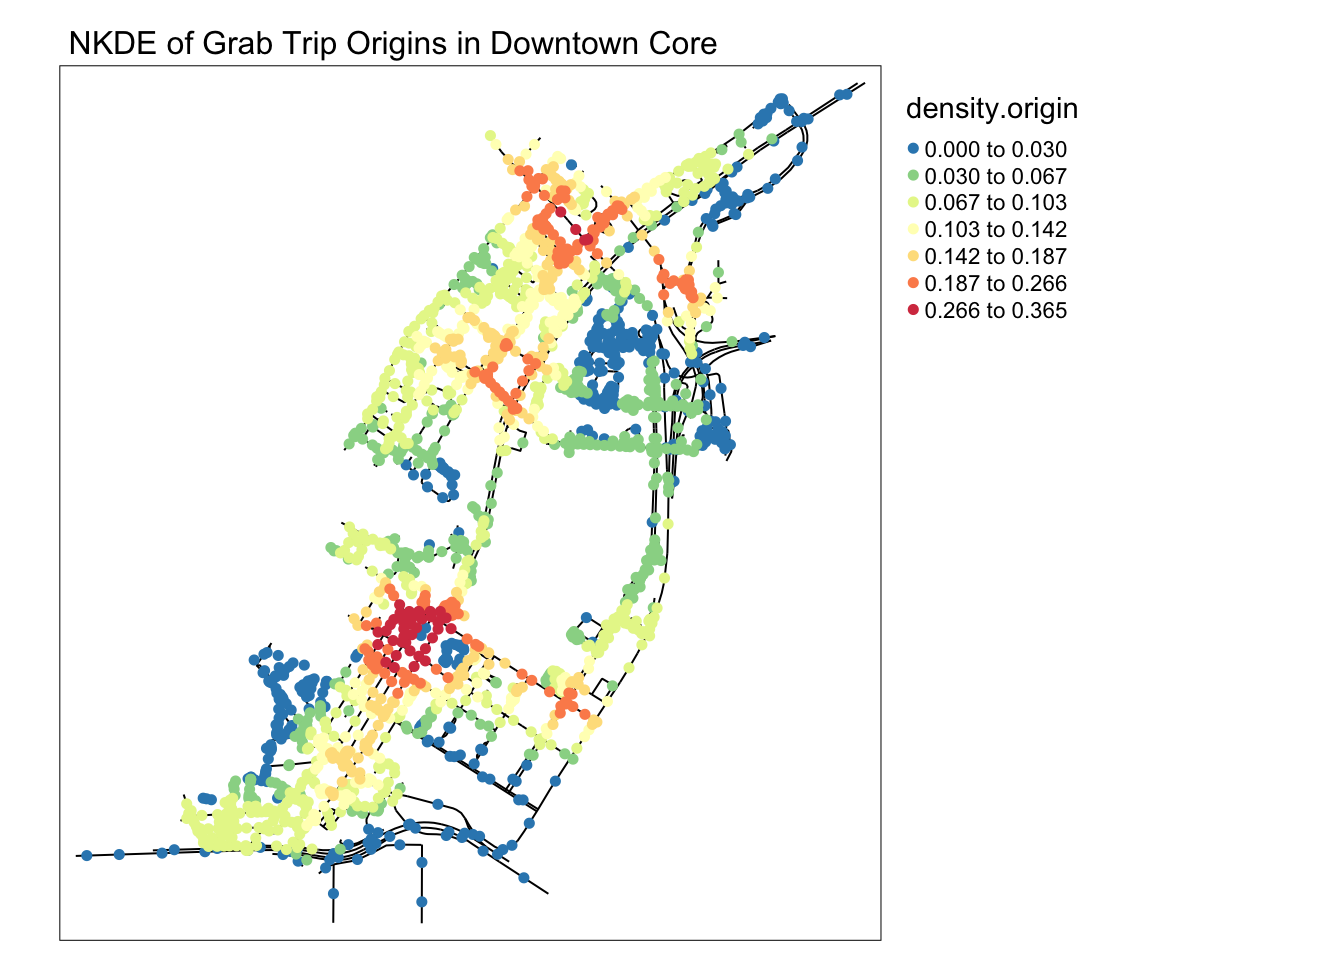 NKDE of Grab Trip Origins in Downtown Core
density.origin
0.000 to 0.030
0.030 to 0.067
0.067 to 0.103
0.103 to 0.142
0.142 to 0.187
0.187 to 0.266
0.266 to 0.365